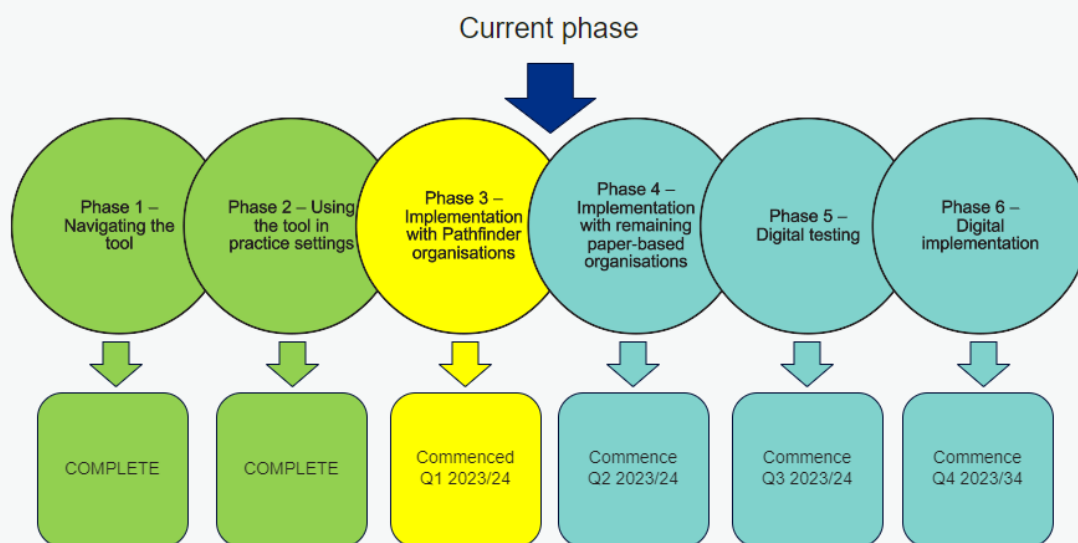 Current phase
Phase 1 –
Navigating the
tool
Phase 2 – Using
the tool in
practice settings
Phase 3 –
Implementation
with Pathfinder
organisations
Phase 4 –
Implementation
with remaining
paper-based
organisations
Phase 5 –
Digital testing
Phase 6 –
Digital
implementation
COMPLETE
COMPLETE
Commenced
Q1 2023/24
Commence
Q2 2023/24
Commence
Q3 2023/24
Commence
Q4 2023/34